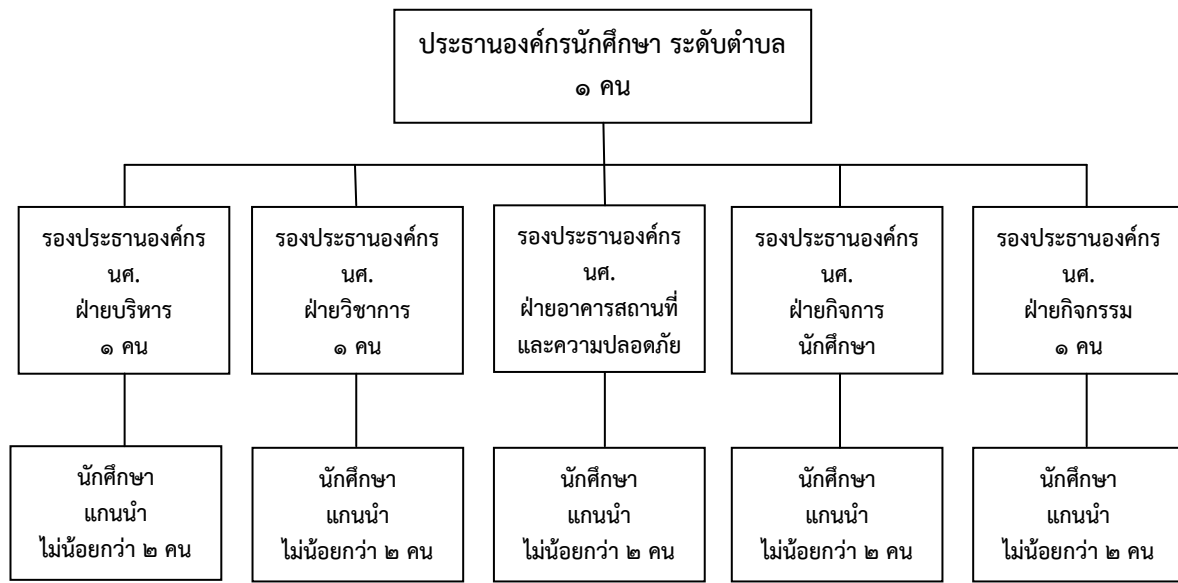 ประธานองค์กรนักศึกษา ระดับตำบล
๑ คน
รองประธานองค์กร
นศ.
ฝ่ายบริหาร
๑ คน
รองประธานองค์กร
นศ.
ฝ่ายวิชาการ
๑ คน
รองประธานองค์กร
นศ.
ฝ่ายอาคารสถานที่
และความปลอดภัย
รองประธานองค์กร
นศ.
ฝ่ายกิจการ
นักศึกษา
รองประธานองค์กร
นศ.
ฝ่ายกิจกรรม
๑ คน
นักศึกษา
แกนนำ
ไม่น้อยกว่า ๒ คน
นักศึกษา
แกนนำ
ไม่น้อยกว่า ๒ คน
นักศึกษา
แกนนำ
ไม่น้อยกว่า ๒ คน
นักศึกษา
แกนนำ
ไม่น้อยกว่า ๒ คน
นักศึกษา
แกนนำ
ไม่น้อยกว่า ๒ คน